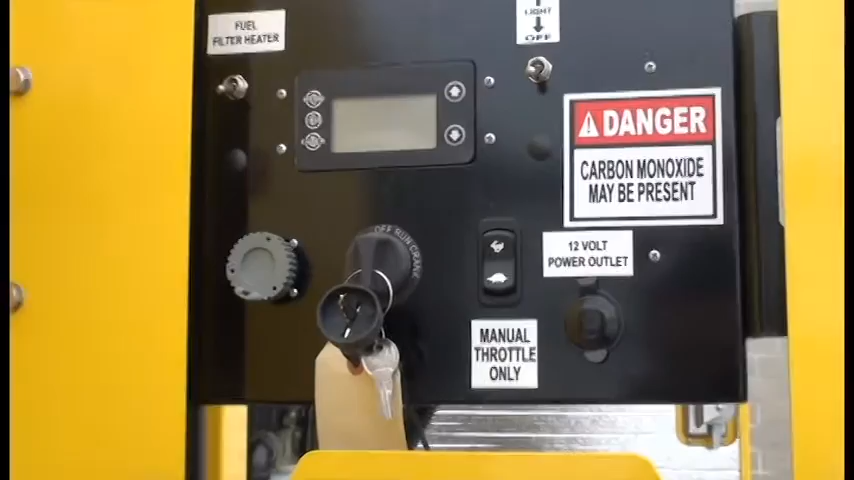 FUEL
FILTER HEATER
LIGHT
OFF
DANGER
CARBON MONOXIDE
MAY BE PRESENT
OFF RUN CRANK
12 VOLT
POWER OUTLET
MANUAL
THROTTLE
ONLY